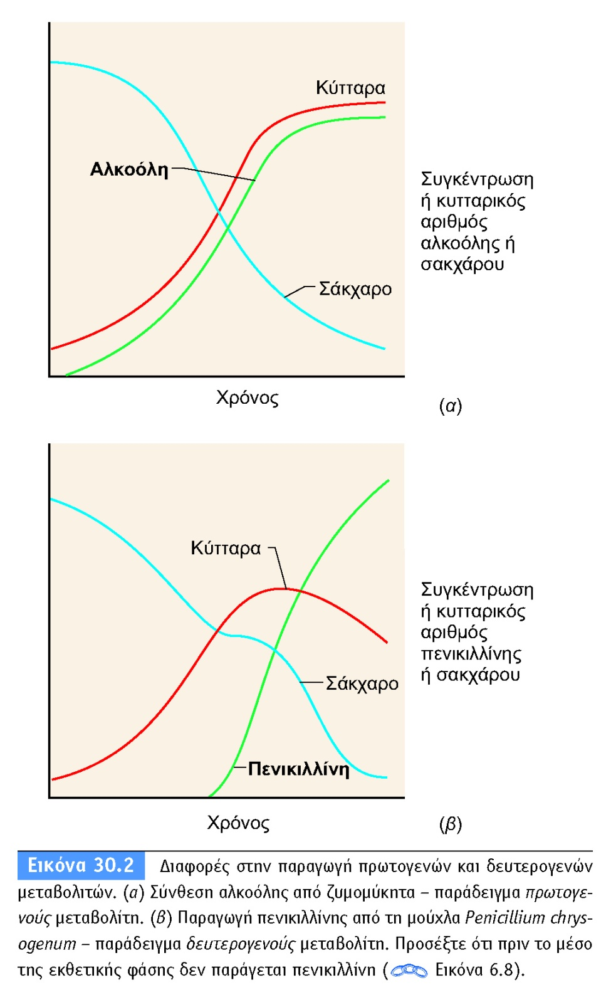 Κύτταρα
Αλκοόλη
Συγκέντρωση
ή κυτταρικός
αριθμός
αλκοόλης ή
σακχάρου
Σάκχαρο
Χρόνος
(α)
Κύτταρα
Συγκέντρωση
ή κυτταρικός
αριθμός
πενικιλλίνης
ή σακχάρου
Σάκχαρο
Πενικιλλίνη
Χρόνος
(β)
Εικόνα 30.2 Διαφορές στην παραγωγή πρωτογενών και δευτερογενών
μεταβολιτών. (α) Σύνθεση αλκοόλης από ζυμομύκητα – παράδειγμα πρωτογε-
νούς μεταβολίτη. (β) Παραγωγή πενικιλλίνης από τη μούχλα Penicillium chrys-
ogenum – παράδειγμα δευτερογενούς μεταβολίτη. Προσέξτε ότι πριν το μέσο
της εκθετικής φάσης δεν παράγεται πενικιλλίνη ( Εικόνα 6.8).